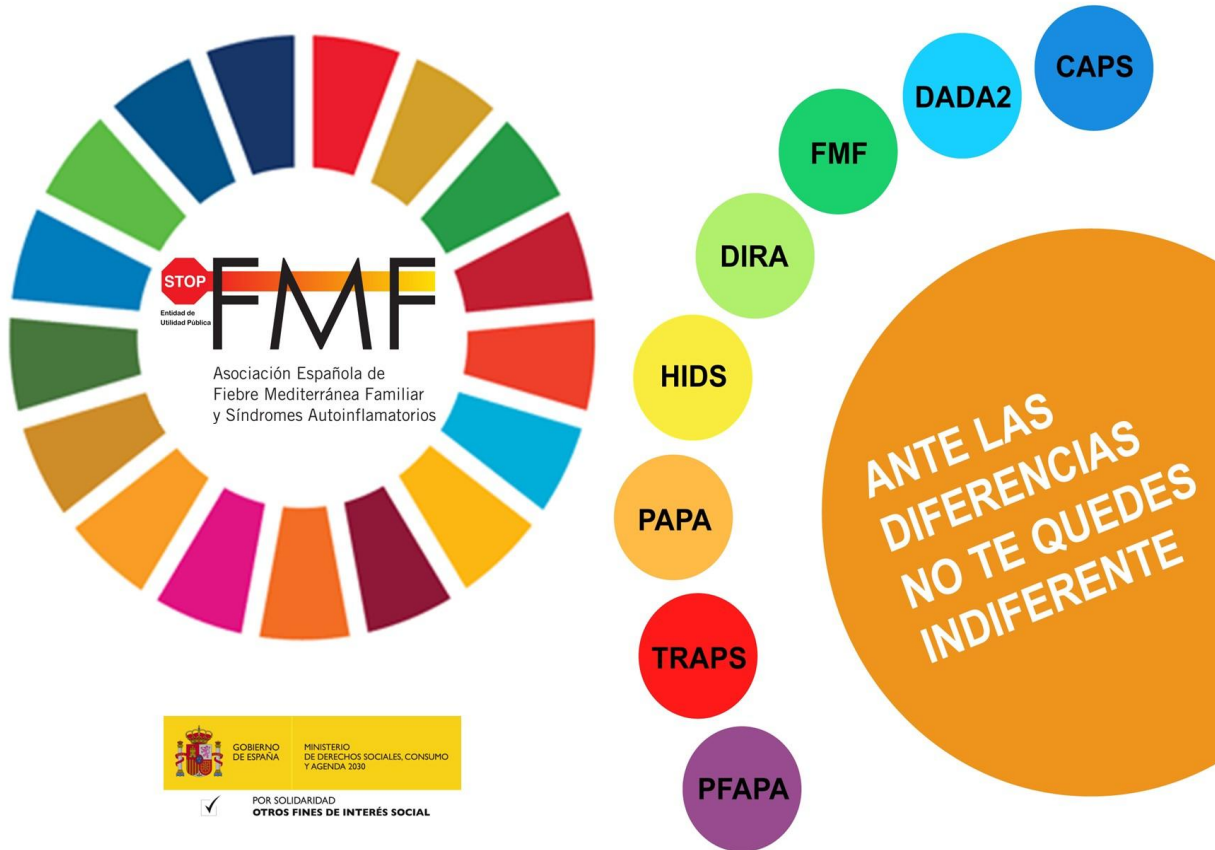 STOP
FMF
Entidad de
Utilidad Pública
Asociación Española de
Fiebre Mediterránea Familiar
y Síndromes Autoinflamatorios
GOBIERNO
DE ESPAÑA
MINISTERIO
DE DERECHOS SOCIALES, CONSUMO
Y AGENDA 2030
POR SOLIDARIDAD
OTROS FINES DE INTERÉS SOCIAL
CAPS
DADA2
FMF
DIRA
HIDS
PAPA
TRAPS
PFAPA
ANTE LAS
DIFERENCIAS
NO TE QUEDES
INDIFERENTE